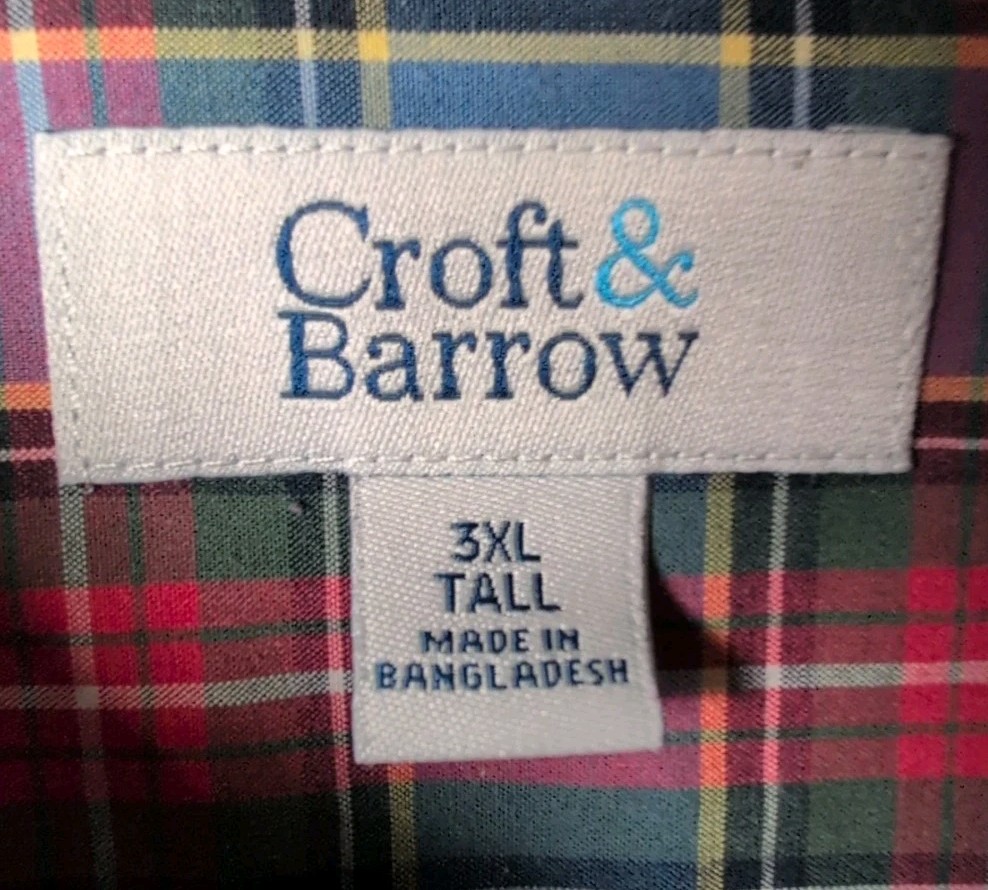 Croft&
Barrow
3XL
TALL
MADE IN
BANGLADESH